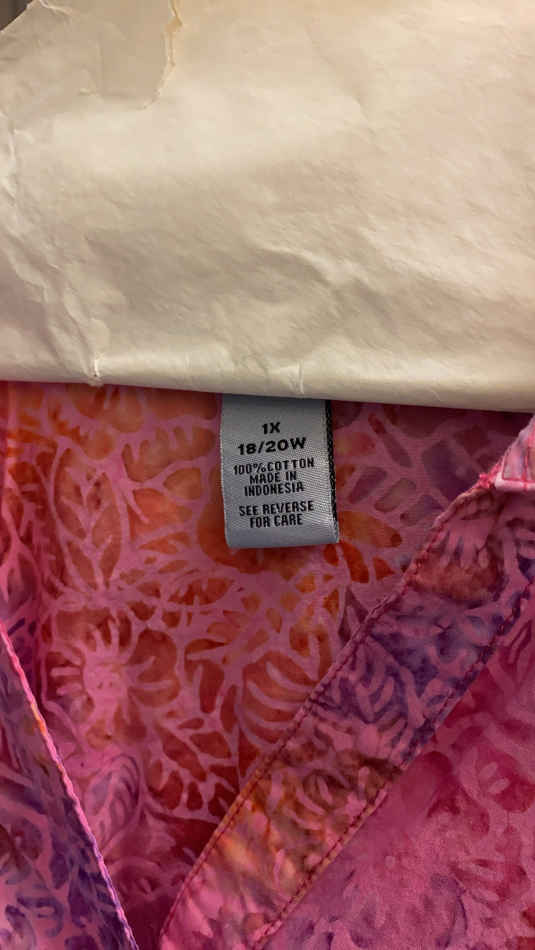 1X
18/20W
100%COTTON
MADE IN
INDONESIA
SEE REVERSE
FOR CARE